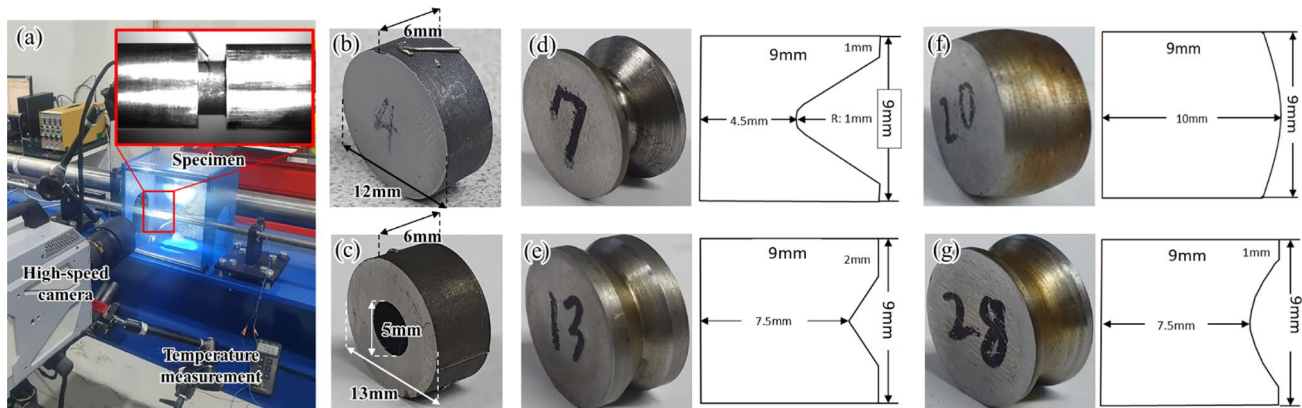 (a)
Specimen
High-speed
camera
Temperature
measurement
(b)
6mm
4
12mm
(c)
6mm
5mm
13mm
(d)
7
9mm
1mm
4.5mm
R: 1mm
9mm
(e)
13
9mm
2mm
7.5mm
9mm
(f)
10
9mm
10mm
9mm
(g)
28
9mm
1mm
7.5mm
9mm